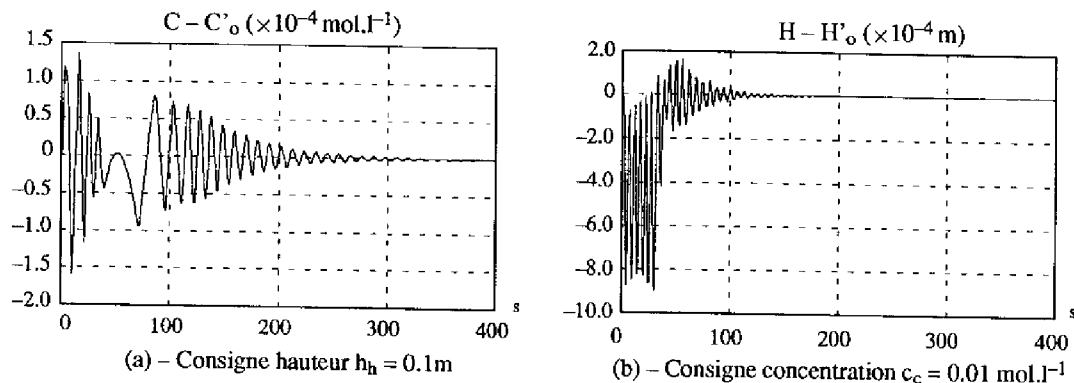 C – C'o (×10⁻⁴ mol.l⁻¹)
1.5
1.0
0.5
0
–0.5
–1.0
–1.5
–2.0
0 100 200 300 400
s
(a) – Consigne hauteur hh = 0.1m
H – H'o (×10⁻⁴ m)
2.0
0
–2.0
–4.0
–6.0
–8.0
–10.0
0 100 200 300 400
s
(b) – Consigne concentration cc = 0.01 mol.l⁻¹